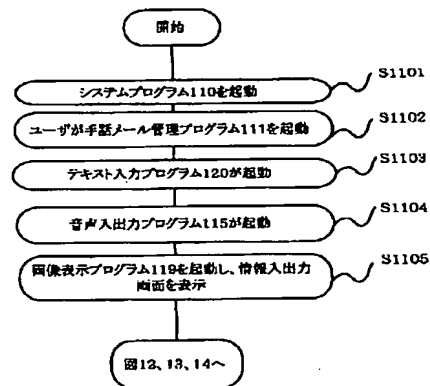 開始
システムプログラム110を起動
S1101
ユーザが手話メール管理プログラム111を起動
S1102
テキスト入力プログラム120が起動
S1103
音声入出力プログラム115が起動
S1104
画像表示プログラム119を起動し、情報入出力
画面を表示
S1105
図12、13、14へ